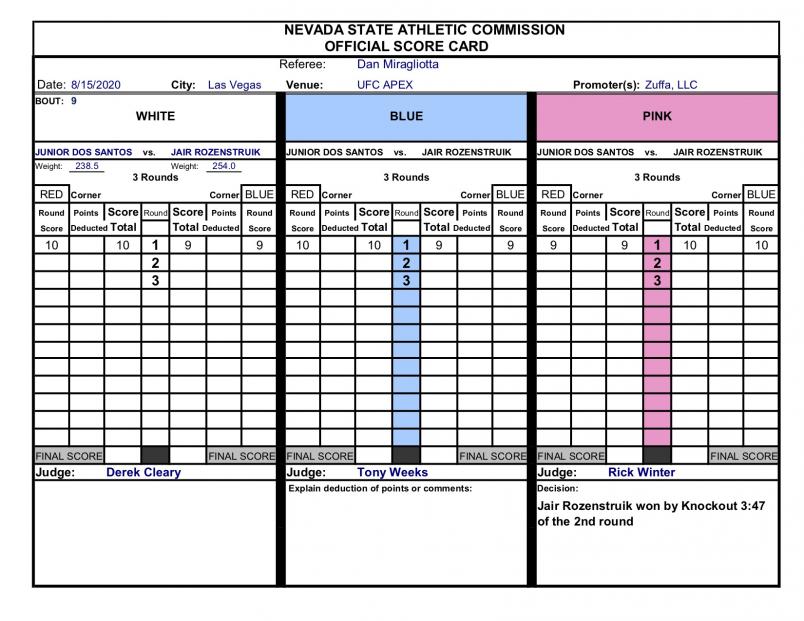 NEVADA STATE ATHLETIC COMMISSION
OFFICIAL SCORE CARD
Referee: Dan Miragliotta
Date: 8/15/2020 City: Las Vegas Venue: UFC APEX Promoter(s): Zuffa, LLC
BOUT: 9
WHITE BLUE PINK
JUNIOR DOS SANTOS vs. JAIR ROZENSTRUIK JUNIOR DOS SANTOS vs. JAIR ROZENSTRUIK JUNIOR DOS SANTOS vs. JAIR ROZENSTRUIK
Weight: 238.5 Weight: 254.0
3 Rounds 3 Rounds 3 Rounds
RED Corner Corner BLUE RED Corner Corner BLUE RED Corner Corner BLUE
Round Points Score Round Score Points Round Round Points Score Round Score Points Round Round Points Score Round Score Points Round
Score Deducted Total Total Deducted Score Score Deducted Total Total Deducted Score Score Deducted Total Total Deducted Score
10 10 1 9 9 10 10 1 9 9 9 9 1 10 10
2 2 2
3 3 3
FINAL SCORE FINAL SCORE FINAL SCORE FINAL SCORE FINAL SCORE FINAL SCORE
Judge: Derek Cleary Judge: Tony Weeks Judge: Rick Winter
Explain deduction of points or comments: Decision:
Jair Rozenstruik won by Knockout 3:47
of the 2nd round